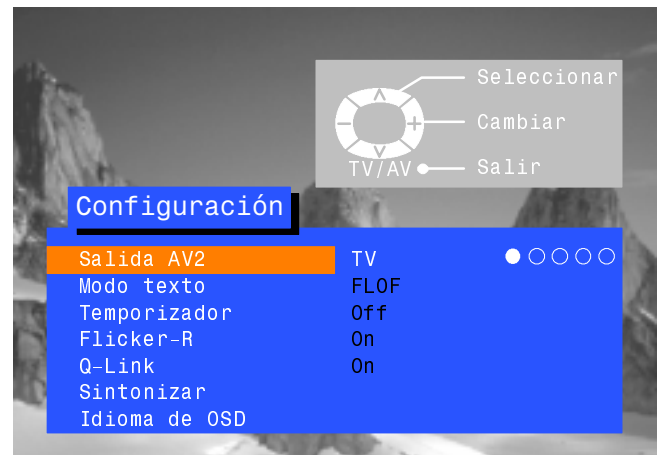 Seleccionar
Cambiar
TV/AV Salir
Configuración
Salida AV2 TV
Modo texto FLOF
Temporizador Off
Flicker-R On
Q-Link On
Sintonizar
Idioma de OSD